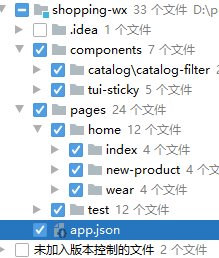 shopping-wx 33 个文件 D:\p
.idea 1 个文件
components 7 个文件
catalog\catalog-filter
tui-sticky 5 个文件
pages 24 个文件
home 12 个文件
index 4 个文件
new-product 4 个文件
wear 4 个文件
test 12 个文件
app.json
未加入版本控制的文件 2 个文件